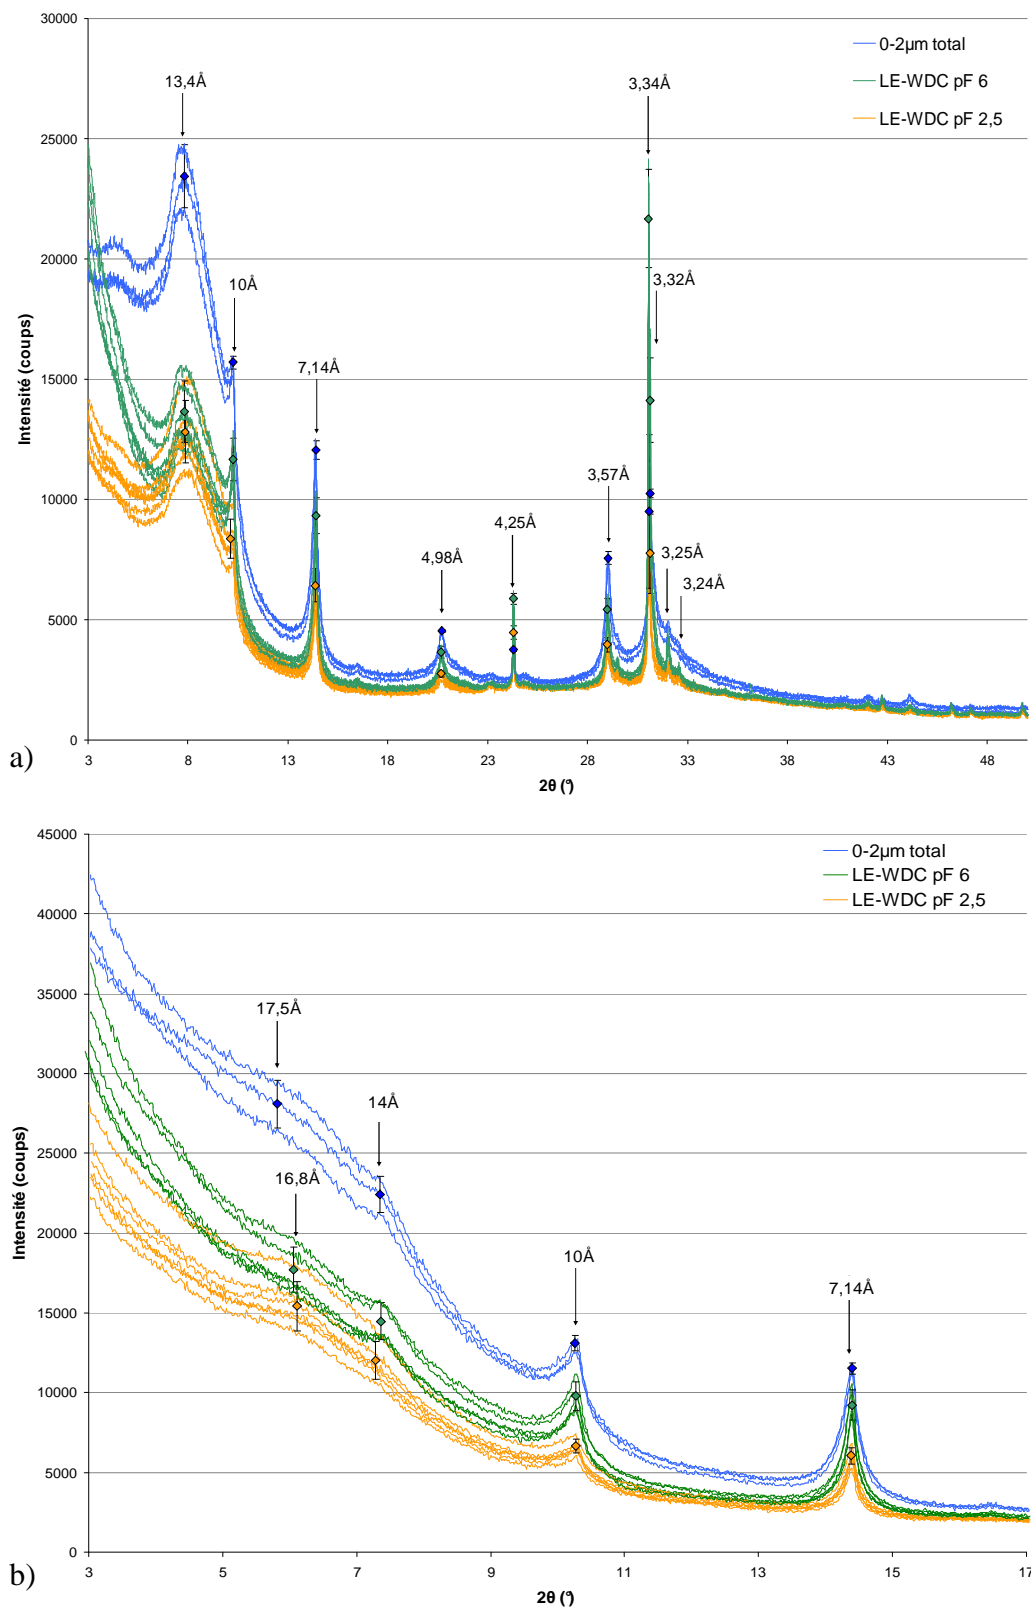 30000
0-2µm total
25000
13,4Å
3,34Å
LE-WDC pF 6
LE-WDC pF 2,5
20000
10Å
3,32Å
Intensité (coups)
15000
7,14Å
10000
3,57Å
4,25Å
4,98Å
3,25Å
3,24Å
5000
0
a)
3 8 14 18 23 28 33 38 43 48
2θ (°)
45000
0-2µm total
LE-WDC pF 6
LE-WDC pF 2,5
40000
35000
17,5Å
30000
14Å
25000
16,8Å
Intensité (coups)
20000
10Å
15000
7,14Å
10000
5000
0
b)
3 5 7 9 11 13 15 17
2θ (°)